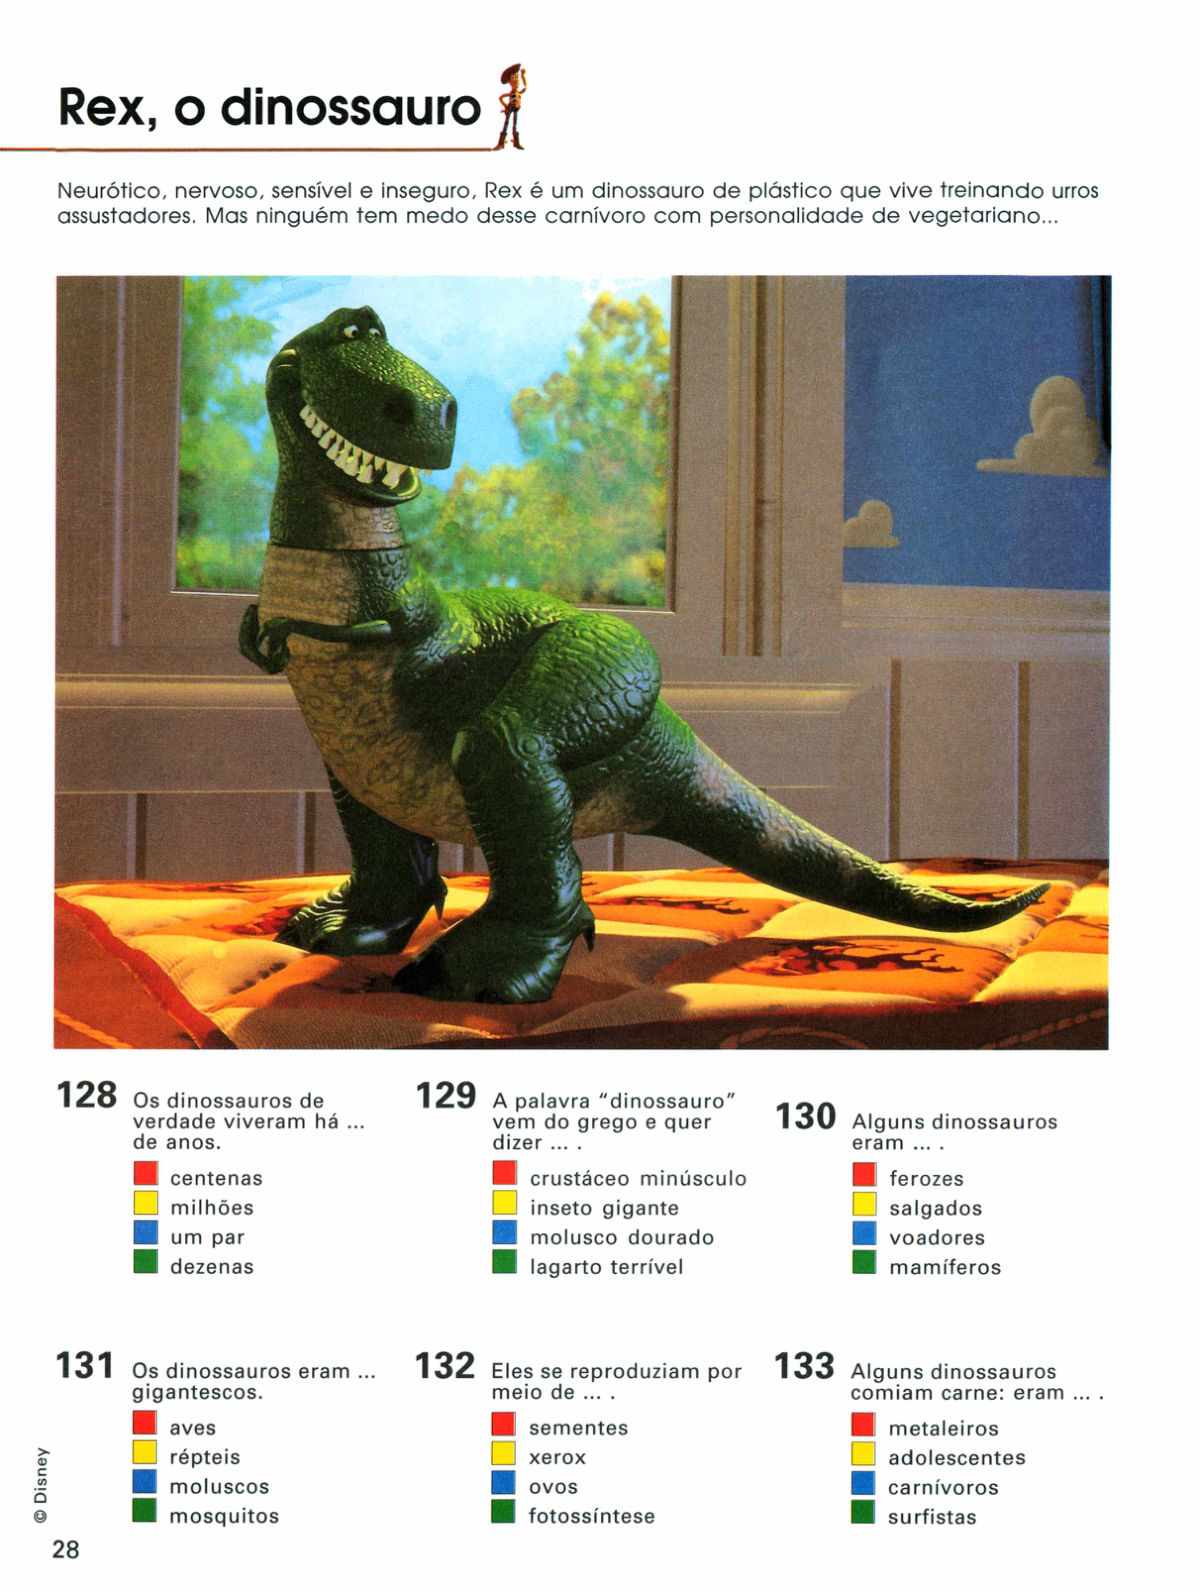 Rex, o dinossauro
Neurótico, nervoso, sensível e inseguro, Rex é um dinossauro de plástico que vive treinando urros
assustadores. Mas ninguém tem medo desse carnívoro com personalidade de vegetariano...
128 Os dinossauros de
verdade viveram há ...
de anos.
centenas
milhões
um par
dezenas
129 A palavra "dinossauro"
vem do grego e quer
dizer ... .
crustáceo minúsculo
inseto gigante
molusco dourado
lagarto terrível
130 Alguns dinossauros
eram ... .
ferozes
salgados
voadores
mamíferos
131 Os dinossauros eram ...
gigantescos.
aves
répteis
moluscos
mosquitos
132 Eles se reproduziam por
meio de ... .
sementes
xerox
ovos
fotossíntese
133 Alguns dinossauros
comiam carne: eram ... .
metaleiros
adolescentes
carnívoros
surfistas
© Disney
28